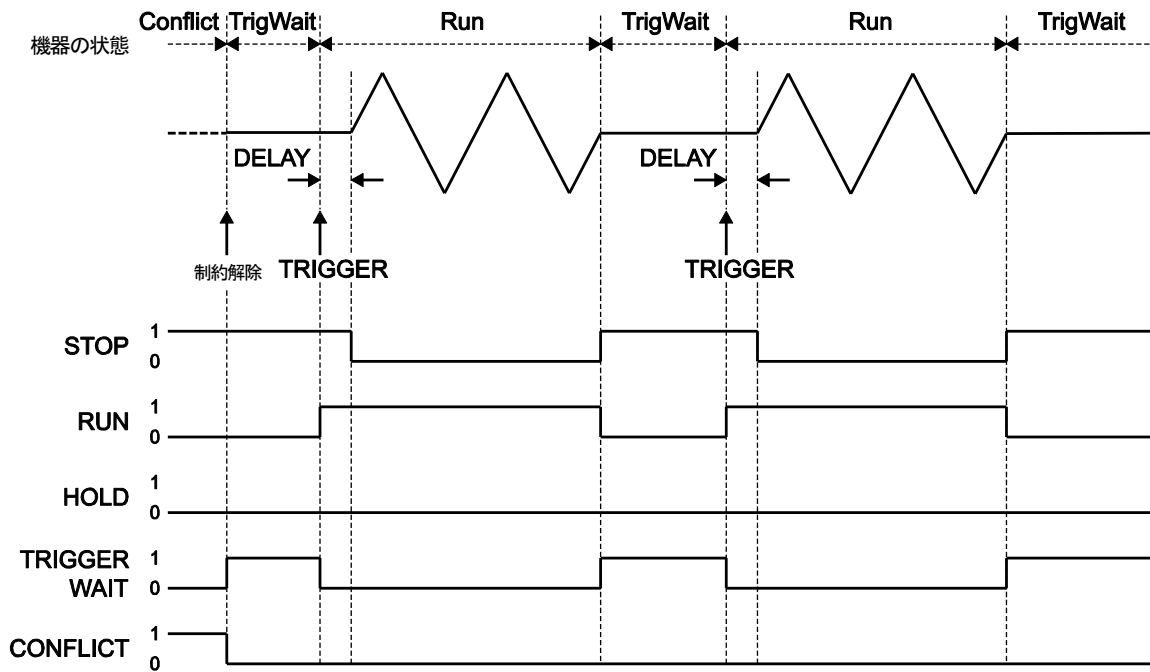 Conflict TrigWait Run TrigWait Run TrigWait
機器の状態
DELAY DELAY
制約解除 TRIGGER TRIGGER
STOP 1
0
RUN 1
0
HOLD 1
0
TRIGGER 1
WAIT 0
CONFLICT 1
0